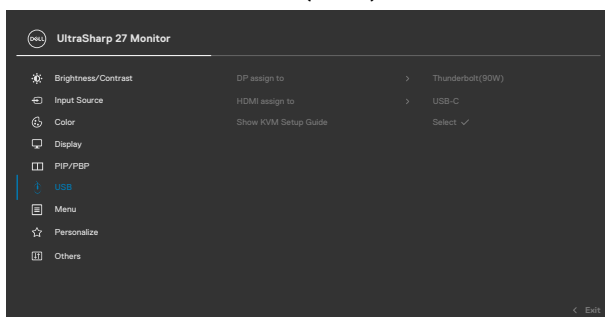 DELL UltraSharp 27 Monitor
Brightness/Contrast DP assign to > Thunderbolt(90W)
Input Source HDMI assign to > USB-C
Color Show KVM Setup Guide Select ✓
Display
PIP/PBP
USB
Menu
Personalize
Others
< Exit